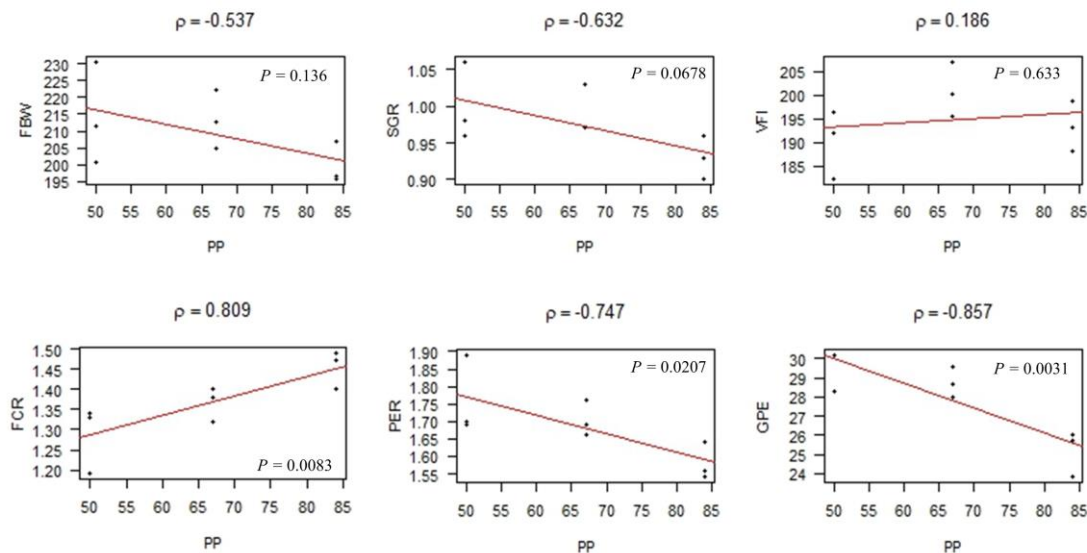 ρ = -0.537
P = 0.136
FBW
230
225
220
215
210
205
200
195
50 55 60 65 70 75 80 85
PP
ρ = -0.632
P = 0.0678
SGR
1.05
1.00
0.95
0.90
50 55 60 65 70 75 80 85
PP
ρ = 0.186
P = 0.633
VFI
205
200
195
190
185
50 55 60 65 70 75 80 85
PP
ρ = 0.809
P = 0.0083
FCR
1.50
1.45
1.40
1.35
1.30
1.25
1.20
50 55 60 65 70 75 80 85
PP
ρ = -0.747
P = 0.0207
PER
1.90
1.85
1.80
1.75
1.70
1.65
1.60
1.55
50 55 60 65 70 75 80 85
PP
ρ = -0.857
P = 0.0031
GPE
30
29
28
27
26
25
24
50 55 60 65 70 75 80 85
PP